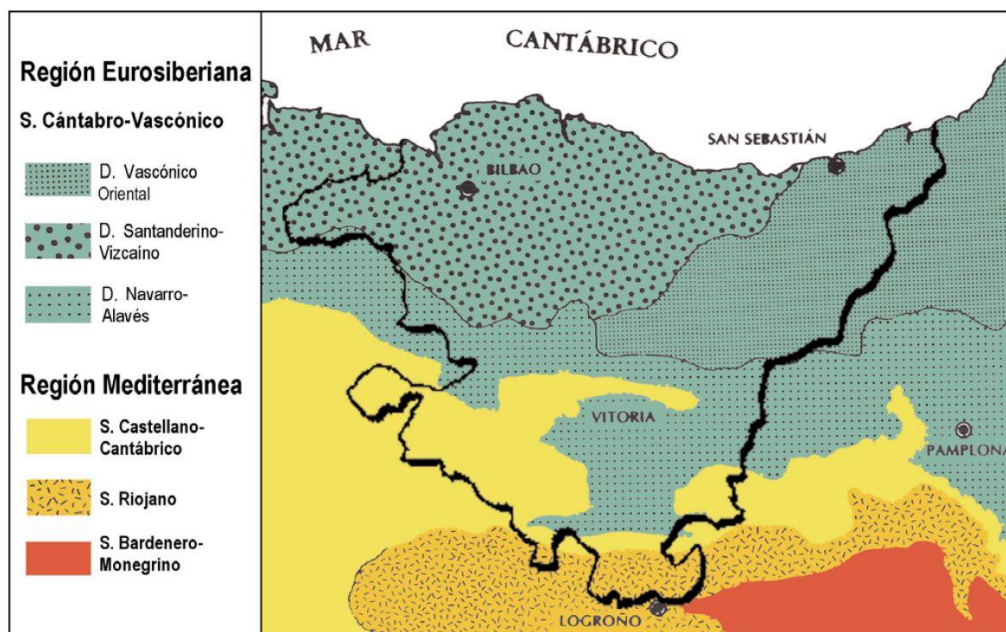 Región Eurosiberiana
S. Cántabro-Vascónico
D. Vascónico
Oriental
D. Santanderino-
Vizcaíno
D. Navarro-
Alavés
Región Mediterránea
S. Castellano-
Cantábrico
S. Riojano
S. Bardenero-
Monegrino
MAR CANTÁBRICO
SAN SEBASTIÁN
BILBAO
VITORIA
PAMPLONA
LOGROÑO